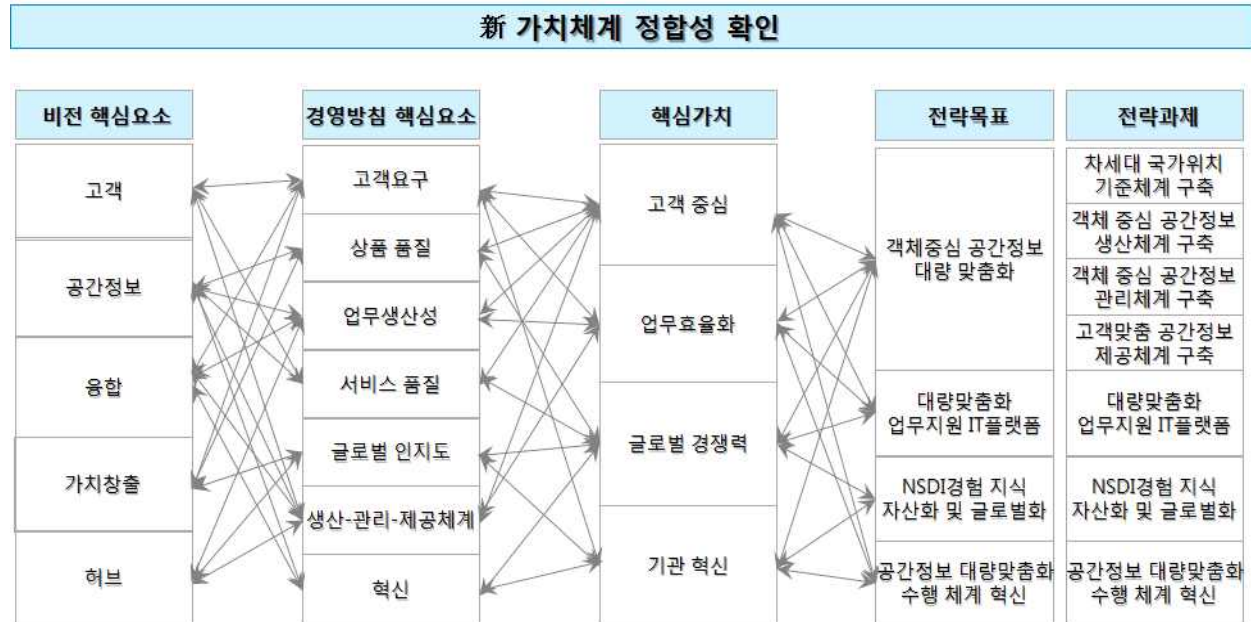 新 가치체계 정합성 확인
비전 핵심요소
고객
공간정보
융합
가치창출
허브
경영방침 핵심요소
고객요구
상품 품질
업무생산성
서비스 품질
글로벌 인지도
생산-관리-제공체계
혁신
핵심가치
고객 중심
업무효율화
글로벌 경쟁력
기관 혁신
전략목표
객체중심 공간정보
대량 맞춤화
대량맞춤화
업무지원 IT플랫폼
NSDI경험 지식
자산화 및 글로벌화
공간정보 대량맞춤화
수행 체계 혁신
전략과제
차세대 국가위치
기준체계 구축
객체 중심 공간정보
생산체계 구축
객체 중심 공간정보
관리체계 구축
고객맞춤 공간정보
제공체계 구축
대량맞춤화
업무지원 IT플랫폼
NSDI경험 지식
자산화 및 글로벌화
공간정보 대량맞춤화
수행 체계 혁신